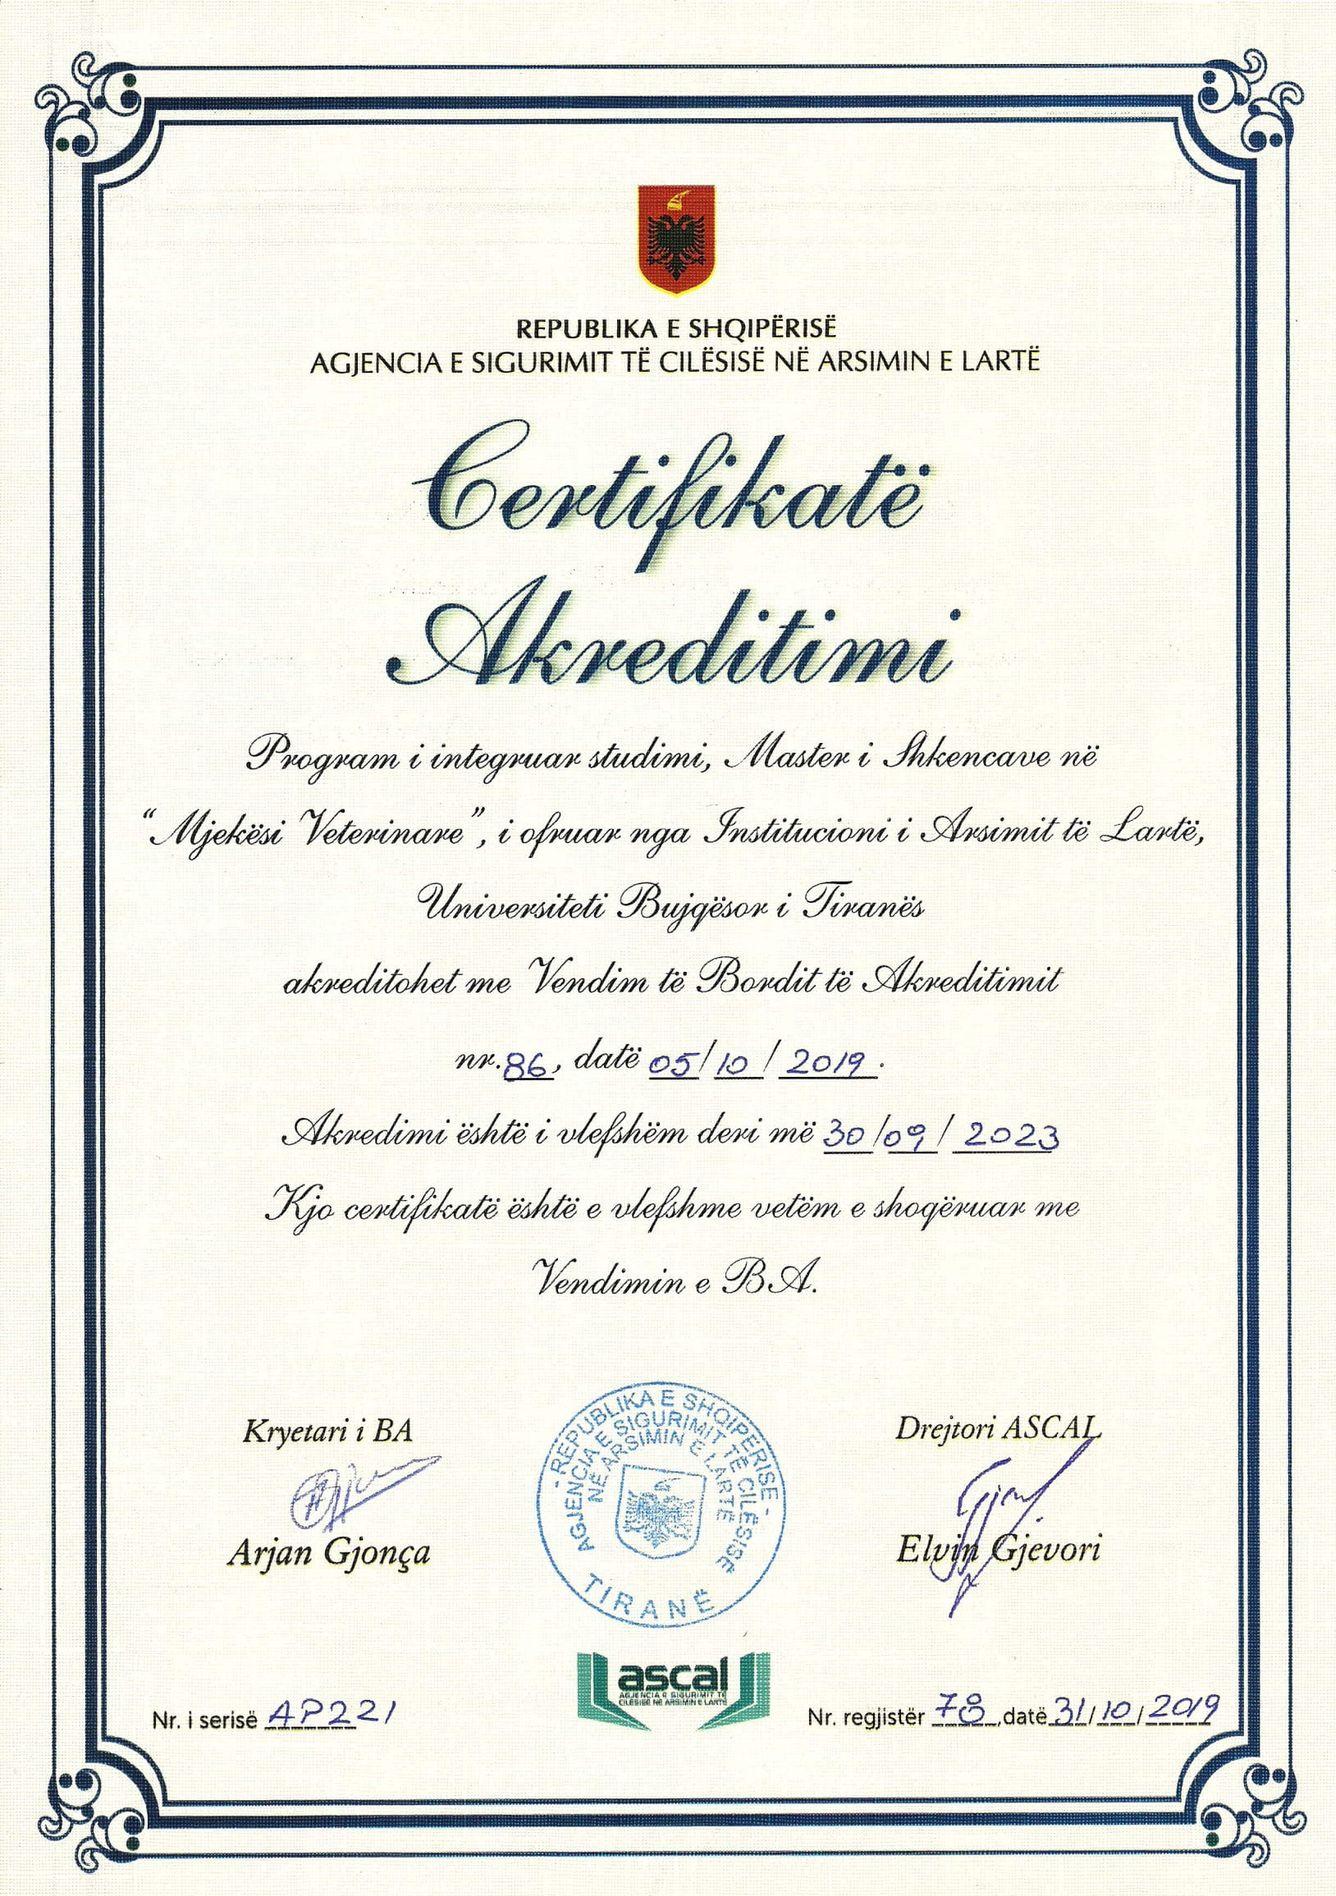 REPUBLIKA E SHQIPËRISË
AGJENCIA E SIGURIMIT TË CILËSISË NË ARSIMIN E LARTË
Certifikatë
Akreditimi
Program i integruar studimi, Master i Shkencave në
“Mjekësi Veterinare”, i ofruar nga Institucioni i Arsimit të Lartë,
Universiteti Bujqësor i Tiranës
akreditohet me Vendim të Bordit të Akreditimit
nr. 86, datë 05/10/2019.
Akredimi është i vlefshëm deri më 30/09/2023
Kjo certifikatë është e vlefshme vetëm e shoqëruar me
Vendimin e BA.
Kryetari i BA
Arjan Gjonça
- REPUBLIKA E SHQIPËRISË -
AGJENCIA E SIGURIMIT TË CILËSISË
NË ARSIMIN E LARTË
TIRANË
Drejtori ASCAL
Elvin Gjevori
ascal
AGJENCIA E SIGURIMIT TË
CILËSISË NË ARSIMIN E LARTË
Nr. i serisë AP221
Nr. regjistër 78, datë 31/10/2019